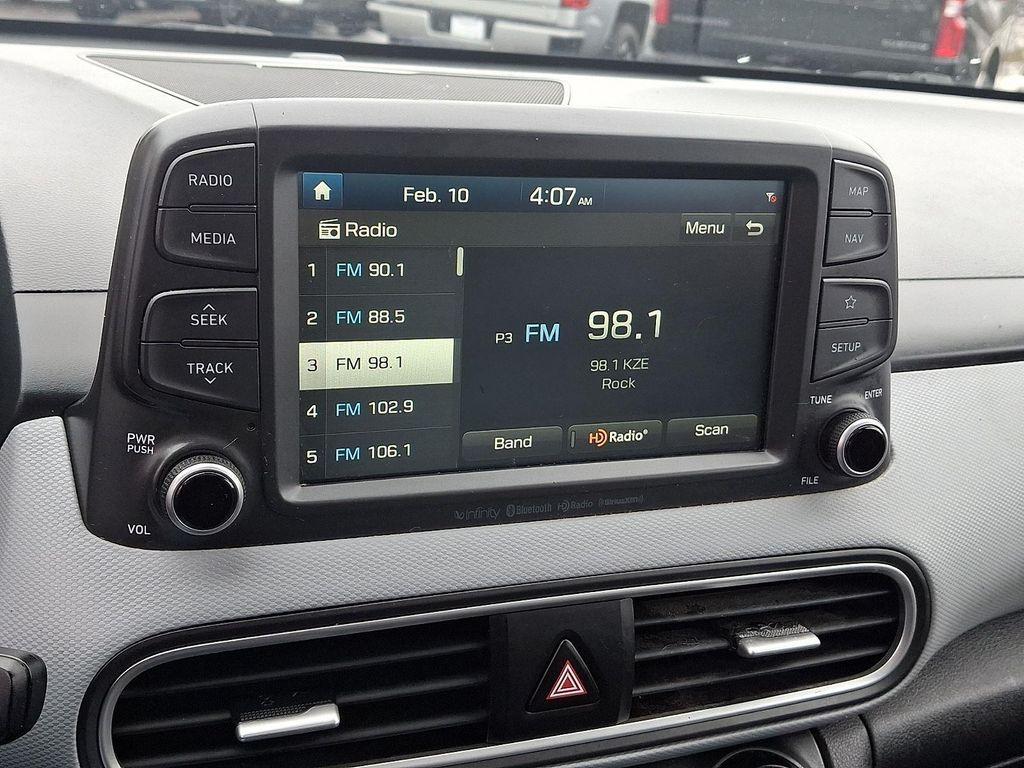 RADIO
MEDIA
SEEK
TRACK
PWR
PUSH
VOL
Feb. 10 4:07 AM
Radio Menu
1 FM 90.1
2 FM 88.5
3 FM 98.1
4 FM 102.9
5 FM 106.1
P3 FM 98.1
98.1 KZE
Rock
Band HD Radio® Scan
Infinity Bluetooth HD Radio SiriusXM
MAP
NAV
SETUP
TUNE ENTER
FILE